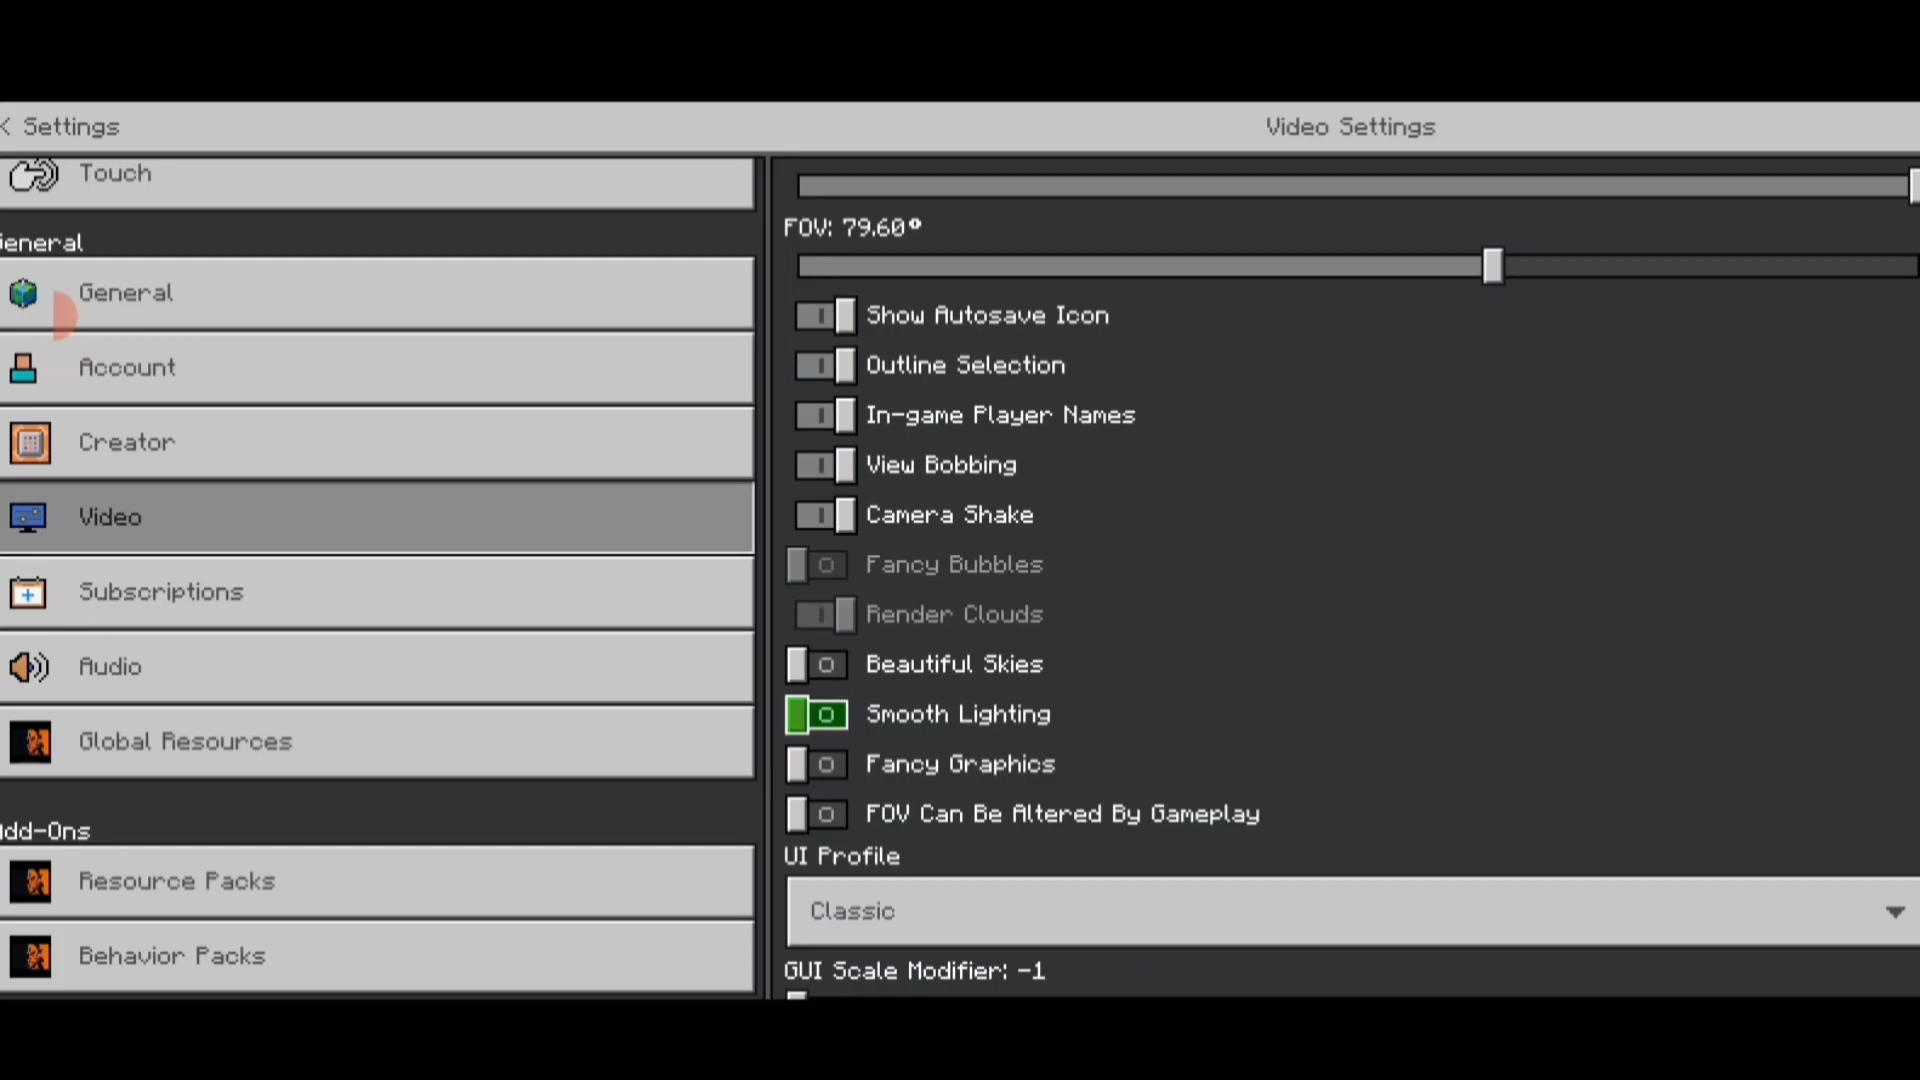 < Settings
Video Settings
Touch
General
General
Account
Creator
Video
Subscriptions
Audio
Global Resources
Add-Ons
Resource Packs
Behavior Packs
FOV: 79.60°
Show Autosave Icon
Outline Selection
In-game Player Names
View Bobbing
Camera Shake
Fancy Bubbles
Render Clouds
Beautiful Skies
Smooth Lighting
Fancy Graphics
FOV Can Be Altered By Gameplay
UI Profile
Classic
GUI Scale Modifier: -1